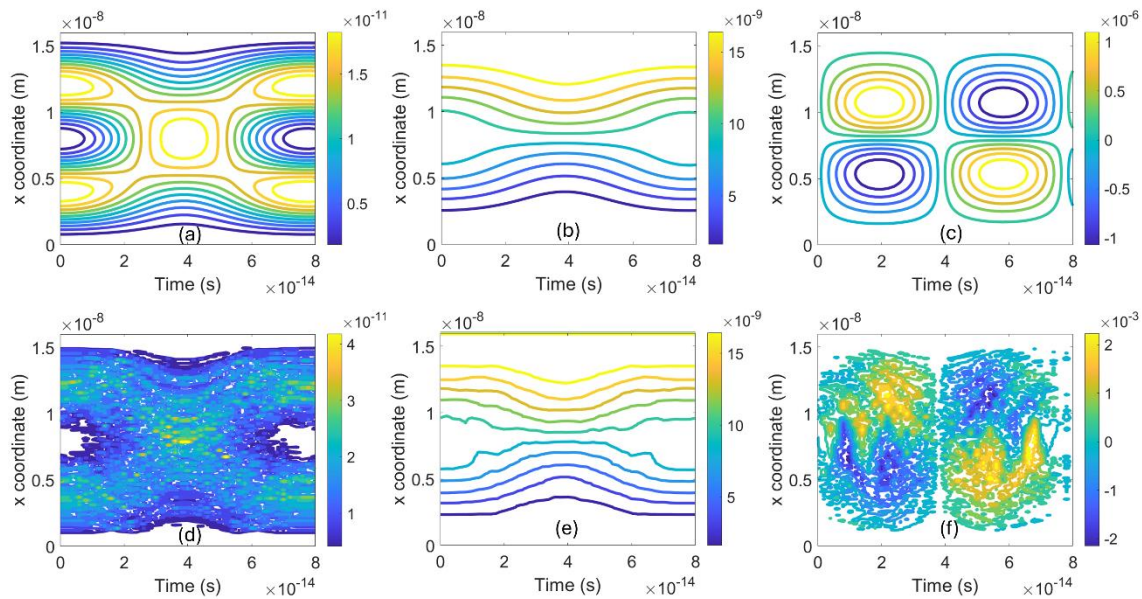 ×10⁻⁸ ×10⁻¹¹ ×10⁻⁸ ×10⁻⁹ ×10⁻⁸ ×10⁻⁶
1.5 1.5 1.5
1 1 1
0.5 0.5 0.5
0 0 0
x coordinate (m) x coordinate (m) x coordinate (m)
1.5 1 0.5
15 10 5
1 0.5 0 -0.5 -1
(a) (b) (c)
0 2 4 6 8 0 2 4 6 8 0 2 4 6 8
Time (s) Time (s) Time (s)
×10⁻¹⁴ ×10⁻¹⁴ ×10⁻¹⁴
×10⁻⁸ ×10⁻¹¹ ×10⁻⁸ ×10⁻⁹ ×10⁻⁸ ×10⁻³
1.5 1.5 1.5
1 1 1
0.5 0.5 0.5
0 0 0
x coordinate (m) x coordinate (m) x coordinate (m)
4 3 2 1
15 10 5
2 1 0 -1 -2
(d) (e) (f)
0 2 4 6 8 0 2 4 6 8 0 2 4 6 8
Time (s) Time (s) Time (s)
×10⁻¹⁴ ×10⁻¹⁴ ×10⁻¹⁴